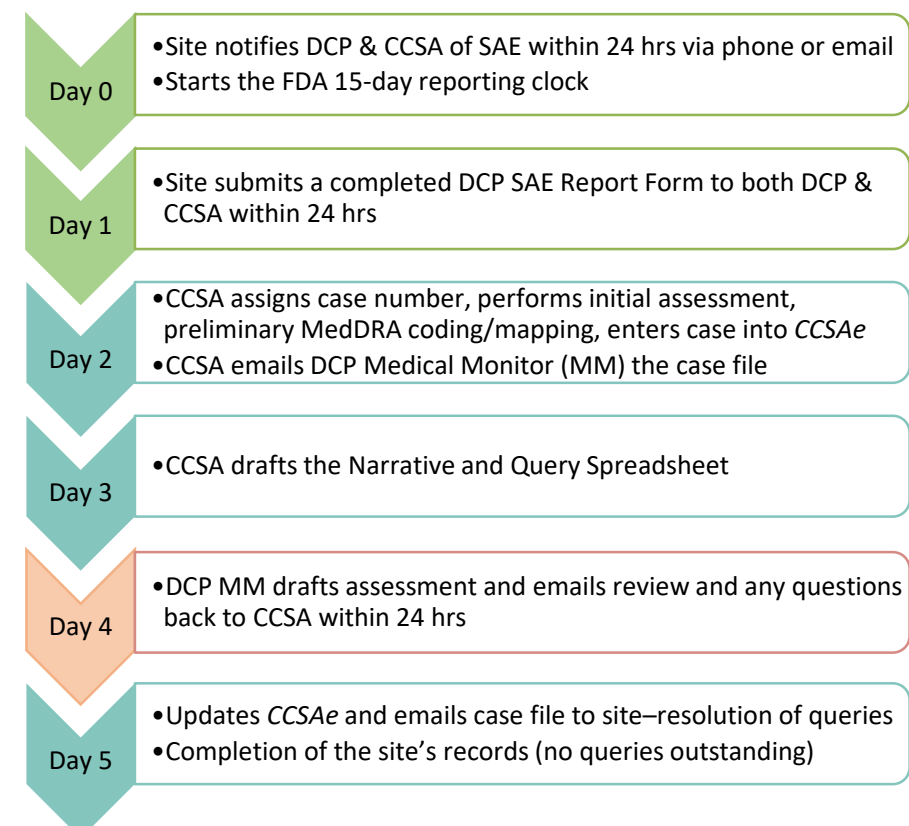 Day 0
•Site notifies DCP & CCSA of SAE within 24 hrs via phone or email
•Starts the FDA 15-day reporting clock
Day 1
•Site submits a completed DCP SAE Report Form to both DCP &
CCSA within 24 hrs
Day 2
•CCSA assigns case number, performs initial assessment,
preliminary MedDRA coding/mapping, enters case into CCSAe
•CCSA emails DCP Medical Monitor (MM) the case file
Day 3
•CCSA drafts the Narrative and Query Spreadsheet
Day 4
•DCP MM drafts assessment and emails review and any questions
back to CCSA within 24 hrs
Day 5
•Updates CCSAe and emails case file to site–resolution of queries
•Completion of the site's records (no queries outstanding)